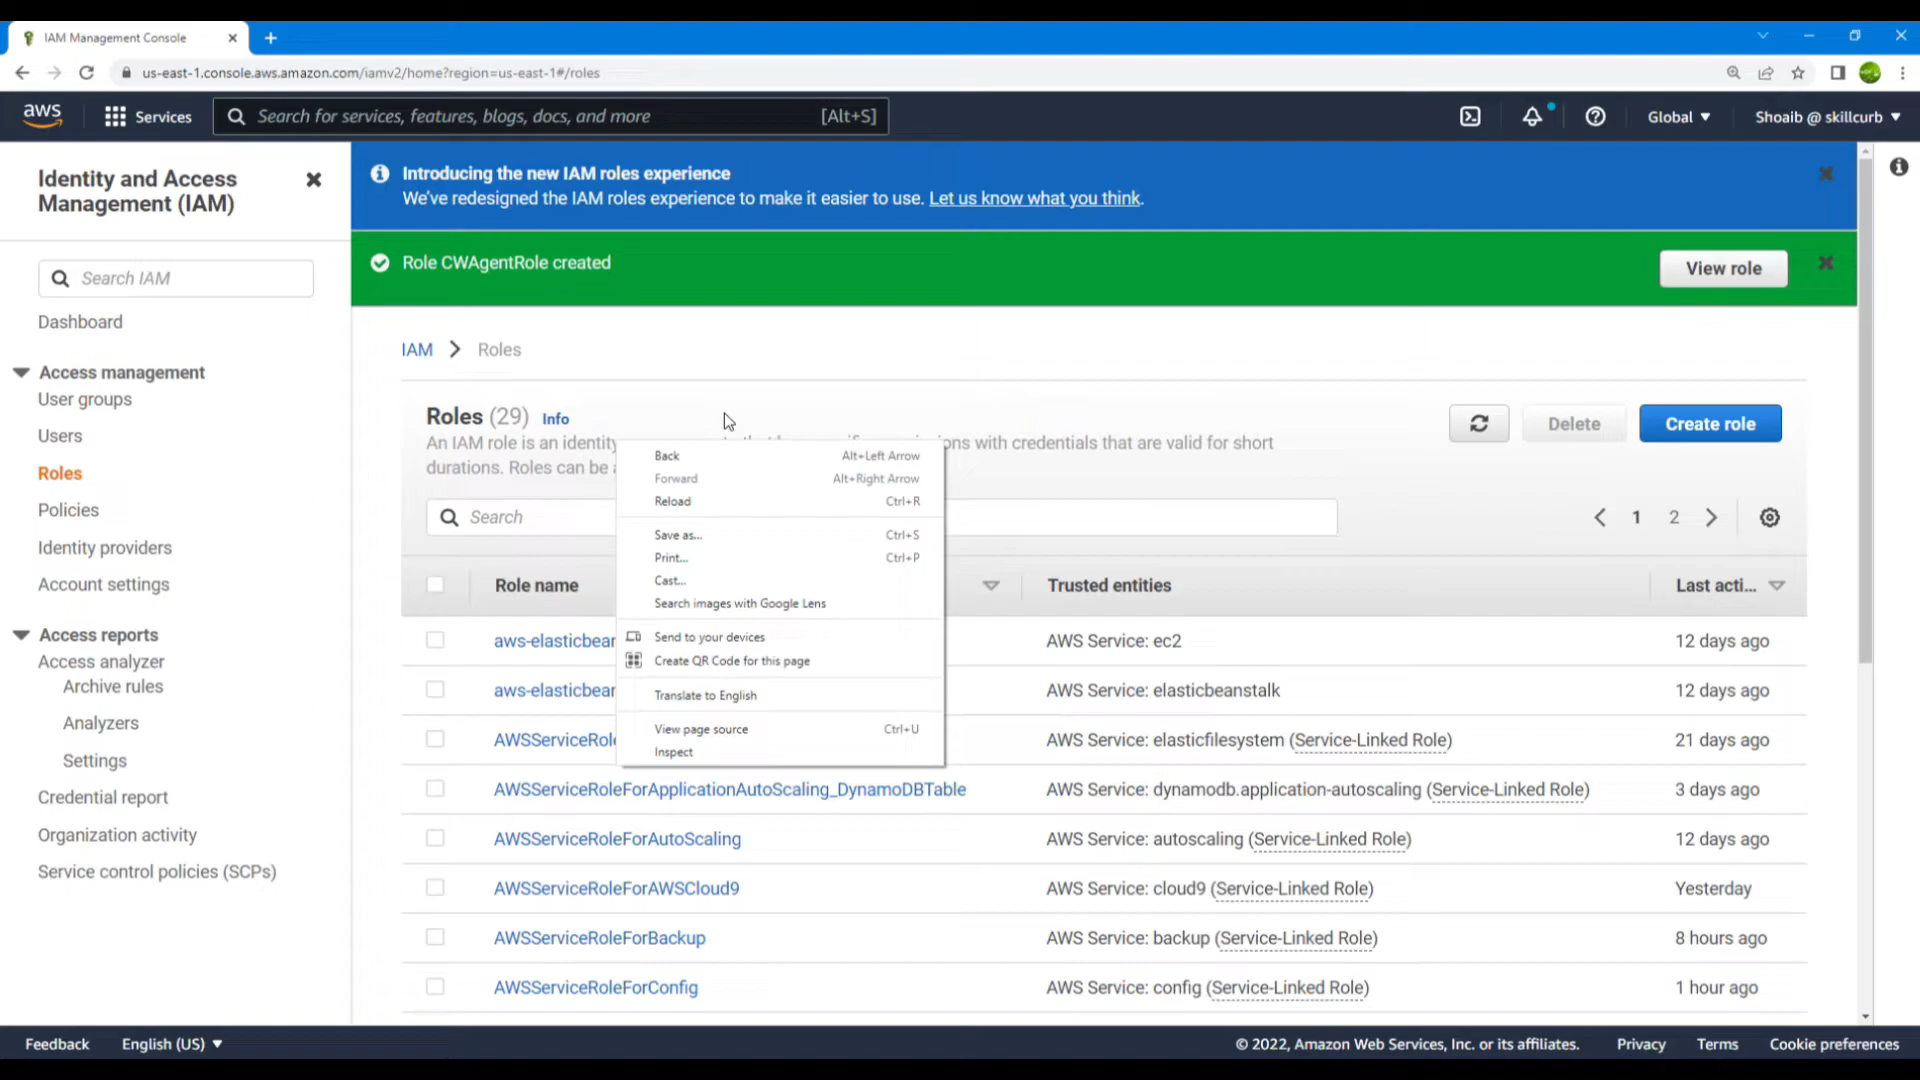 IAM Management Console
us-east-1.console.aws.amazon.com/iamv2/home?region=us-east-1#/roles
aws
Services
Search for services, features, blogs, docs, and more [Alt+S]
Global
Shoaib @ skillcurb
Identity and Access
Management (IAM)
Search IAM
Dashboard
Access management
User groups
Users
Roles
Policies
Identity providers
Account settings
Access reports
Access analyzer
Archive rules
Analyzers
Settings
Credential report
Organization activity
Service control policies (SCPs)
Introducing the new IAM roles experience
We've redesigned the IAM roles experience to make it easier to use. Let us know what you think.
Role CWAgentRole created
View role
IAM > Roles
Roles (29) Info
An IAM role is an identity with credentials that are valid for short
durations. Roles can be
Delete
Create role
Search
1 2
Back Alt+Left Arrow
Forward Alt+Right Arrow
Reload Ctrl+R
Save as... Ctrl+S
Print... Ctrl+P
Cast...
Search images with Google Lens
Send to your devices
Create QR Code for this page
Translate to English
View page source Ctrl+U
Inspect
Role name Trusted entities Last acti...
aws-elasticbean AWS Service: ec2 12 days ago
aws-elasticbean AWS Service: elasticbeanstalk 12 days ago
AWSServiceRole AWS Service: elasticfilesystem (Service-Linked Role) 21 days ago
AWSServiceRoleForApplicationAutoScaling_DynamoDBTable AWS Service: dynamodb.application-autoscaling (Service-Linked Role) 3 days ago
AWSServiceRoleForAutoScaling AWS Service: autoscaling (Service-Linked Role) 12 days ago
AWSServiceRoleForAWSCloud9 AWS Service: cloud9 (Service-Linked Role) Yesterday
AWSServiceRoleForBackup AWS Service: backup (Service-Linked Role) 8 hours ago
AWSServiceRoleForConfig AWS Service: config (Service-Linked Role) 1 hour ago
Feedback English (US) © 2022, Amazon Web Services, Inc. or its affiliates. Privacy Terms Cookie preferences